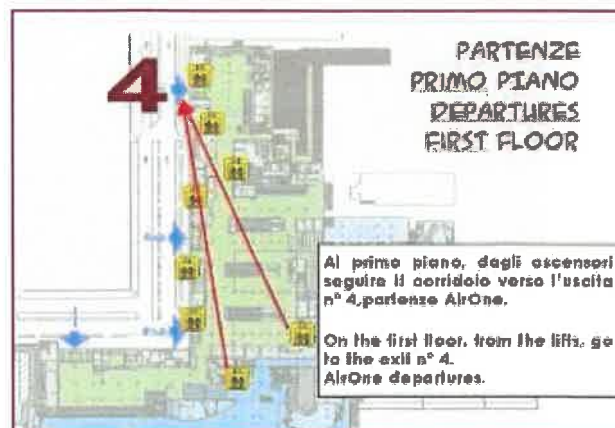 4
PARTENZE
PRIMO PIANO
DEPARTURES
FIRST FLOOR
Al primo piano, dagli ascensori
seguire il corridoio verso l'uscita
n° 4,partenze AirOne.
On the first floor, from the lifts, go
to the exit n° 4.
AirOne departures.